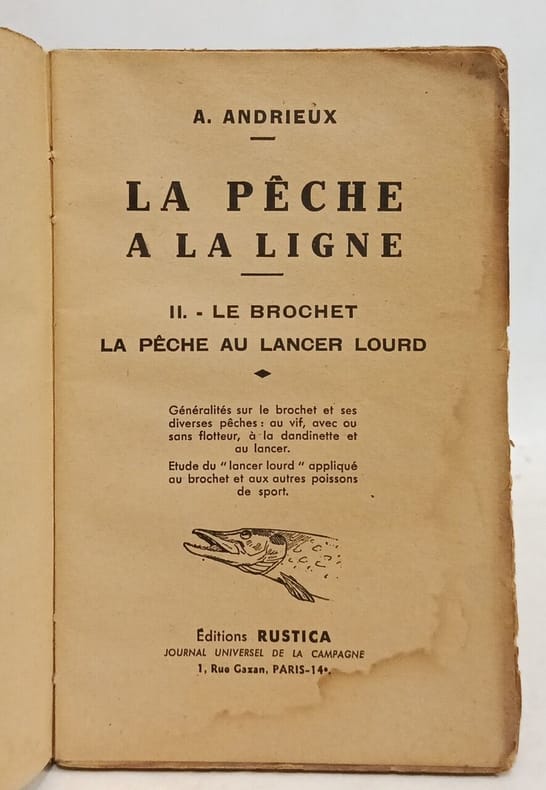 A. ANDRIEUX
LA PÊCHE
A LA LIGNE
II. - LE BROCHET
LA PÊCHE AU LANCER LOURD
Généralités sur le brochet et ses
diverses pêches : au vif, avec ou
sans flotteur, à la dandinette et
au lancer.
Etude du " lancer lourd " appliqué
au brochet et aux autres poissons
de sport.
Éditions RUSTICA
JOURNAL UNIVERSEL DE LA CAMPAGNE
1, Rue Gazan, PARIS-14e.